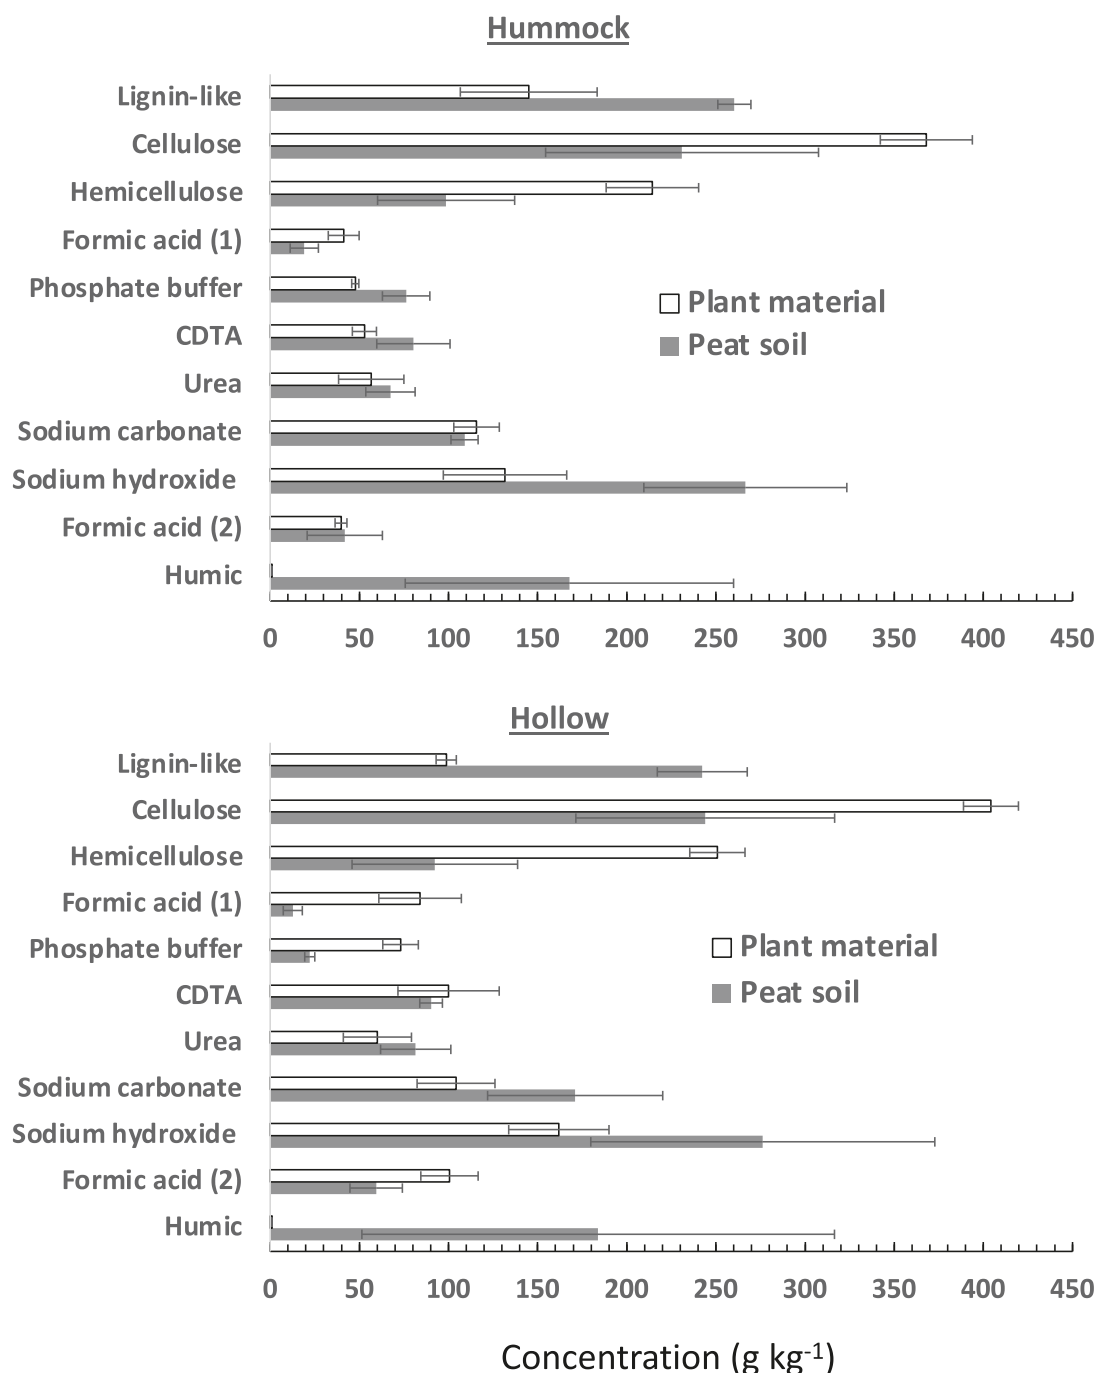 Hummock
Lignin-like
Cellulose
Hemicellulose
Formic acid (1)
Phosphate buffer
CDTA
Urea
Sodium carbonate
Sodium hydroxide
Formic acid (2)
Humic
Plant material
Peat soil
0 50 100 150 200 250 300 350 400 450
Hollow
Lignin-like
Cellulose
Hemicellulose
Formic acid (1)
Phosphate buffer
CDTA
Urea
Sodium carbonate
Sodium hydroxide
Formic acid (2)
Humic
Plant material
Peat soil
0 50 100 150 200 250 300 350 400 450
Concentration (g kg⁻¹)